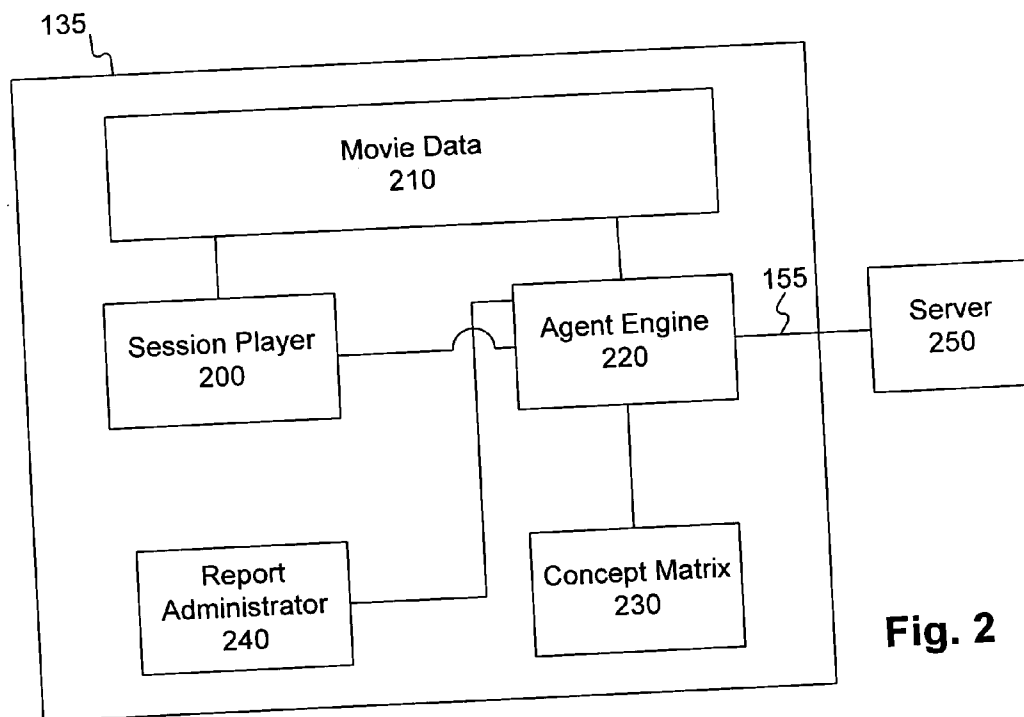 135
Movie Data
210
155
Session Player
200
Agent Engine
220
Server
250
Report
Administrator
240
Concept Matrix
230
Fig. 2